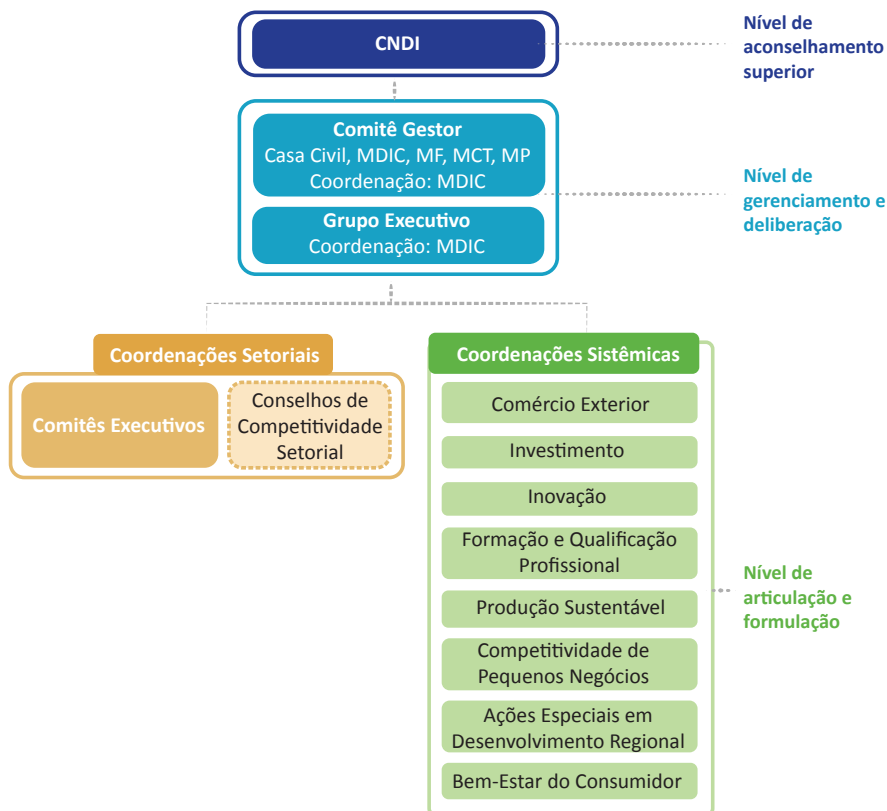 CNDI
Nível de
aconselhamento
superior
Comitê Gestor
Casa Civil, MDIC, MF, MCT, MP
Coordenação: MDIC
Grupo Executivo
Coordenação: MDIC
Nível de
gerenciamento e
deliberação
Coordenações Setoriais
Comitês Executivos
Conselhos de
Competitividade
Setorial
Coordenações Sistêmicas
Comércio Exterior
Investimento
Inovação
Formação e Qualificação
Profissional
Produção Sustentável
Competitividade de
Pequenos Negócios
Ações Especiais em
Desenvolvimento Regional
Bem-Estar do Consumidor
Nível de
articulação e
formulação